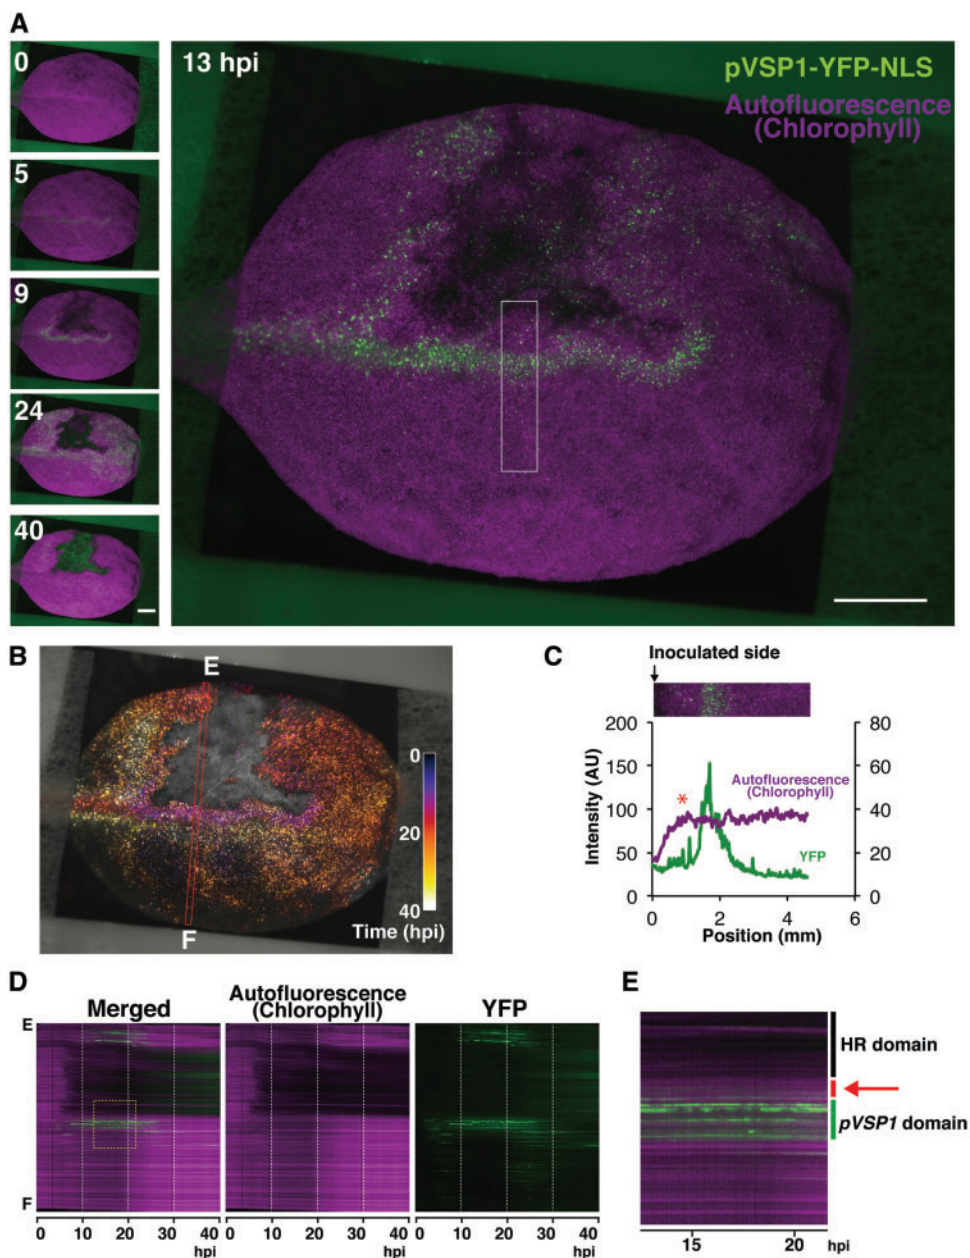 A
0
5
9
24
40
13 hpi
pVSP1-YFP-NLS
Autofluorescence
(Chlorophyll)
B
E
F
0
20
40
Time (hpi)
C
Inoculated side
200
150
100
50
0
Intensity (AU)
80
60
40
20
0
Autofluorescence
(Chlorophyll)
*
YFP
0 2 4 6
Position (mm)
D
Merged
Autofluorescence
(Chlorophyll)
YFP
E
F
10 20 30 40
hpi
10 20 30 40
hpi
10 20 30 40
hpi
E
HR domain
pVSP1 domain
15 20 hpi